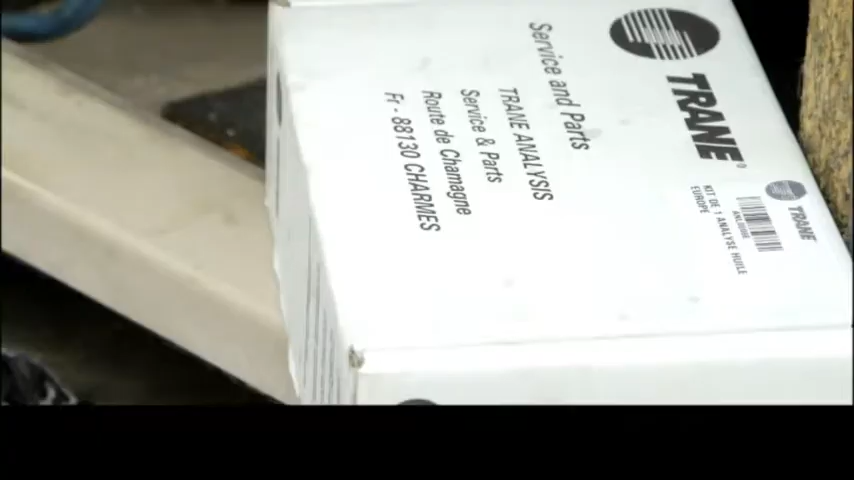 TRANE®
Service and Parts
TRANE ANALYSIS
Service & Parts
Route de Chamagne
Fr - 88130 CHARMES
TRANE
KIT DE 1 ANALYSE HUILE
EUROPE